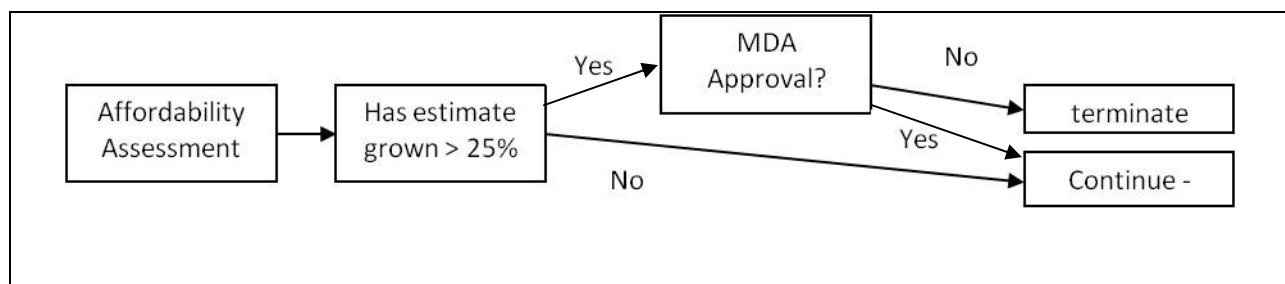 Affordability
Assessment
Has estimate
grown > 25%
Yes
No
MDA
Approval?
No
Yes
terminate
Continue -